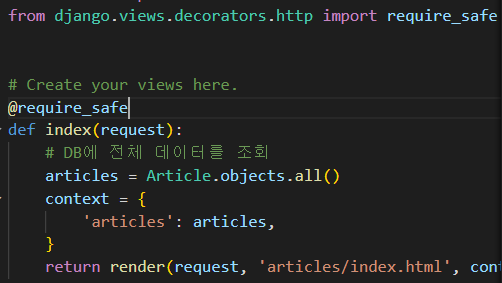 from django.views.decorators.http import require_safe
# Create your views here.
@require_safe
def index(request):
    # DB에 전체 데이터를 조회
    articles = Article.objects.all()
    context = {
        'articles': articles,
    }
    return render(request, 'articles/index.html', cont